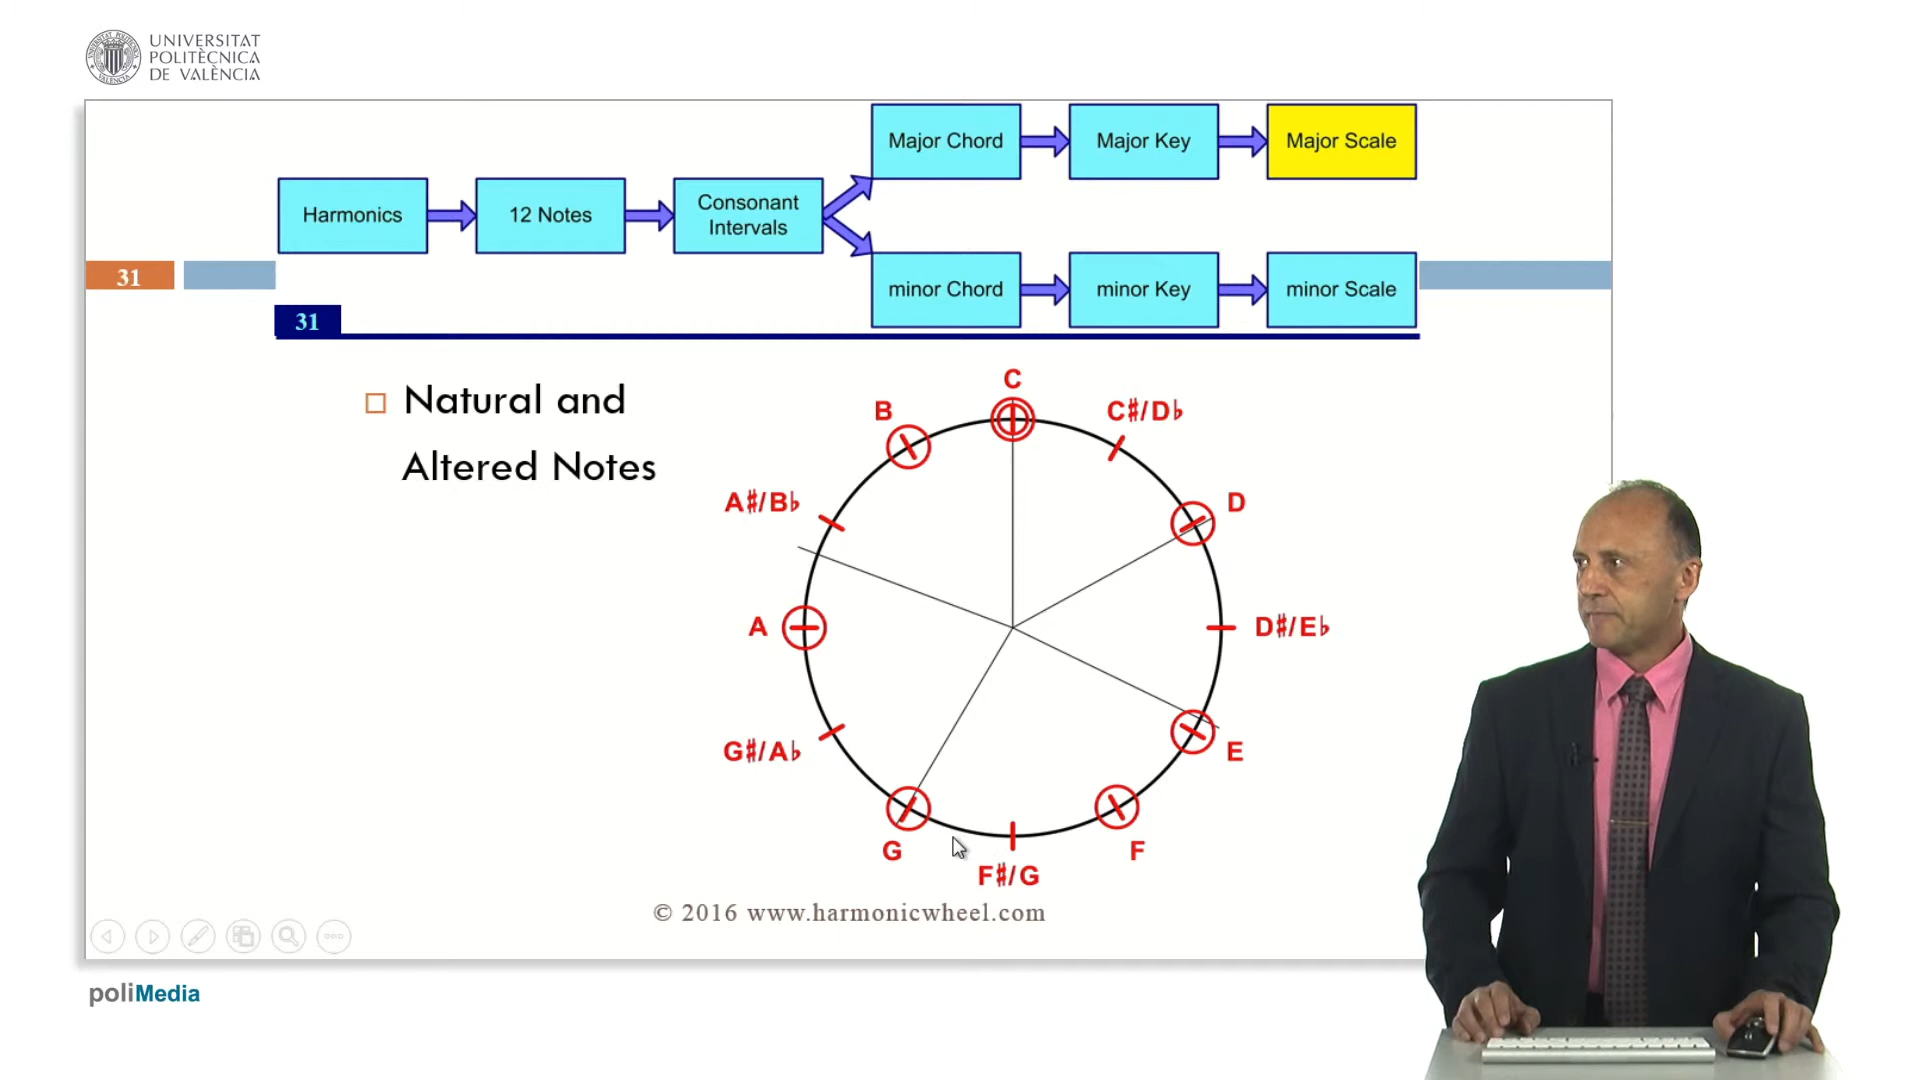 UNIVERSITAT
POLITÈCNICA
DE VALÈNCIA
Major Chord
Major Key
Major Scale
Harmonics
12 Notes
Consonant
Intervals
minor Chord
minor Key
minor Scale
31
31
Natural and
Altered Notes
C
B
C♯/D♭
A♯/B♭
D
A
D♯/E♭
G♯/A♭
E
G
F
F♯/G
© 2016 www.harmonicwheel.com
poliMedia